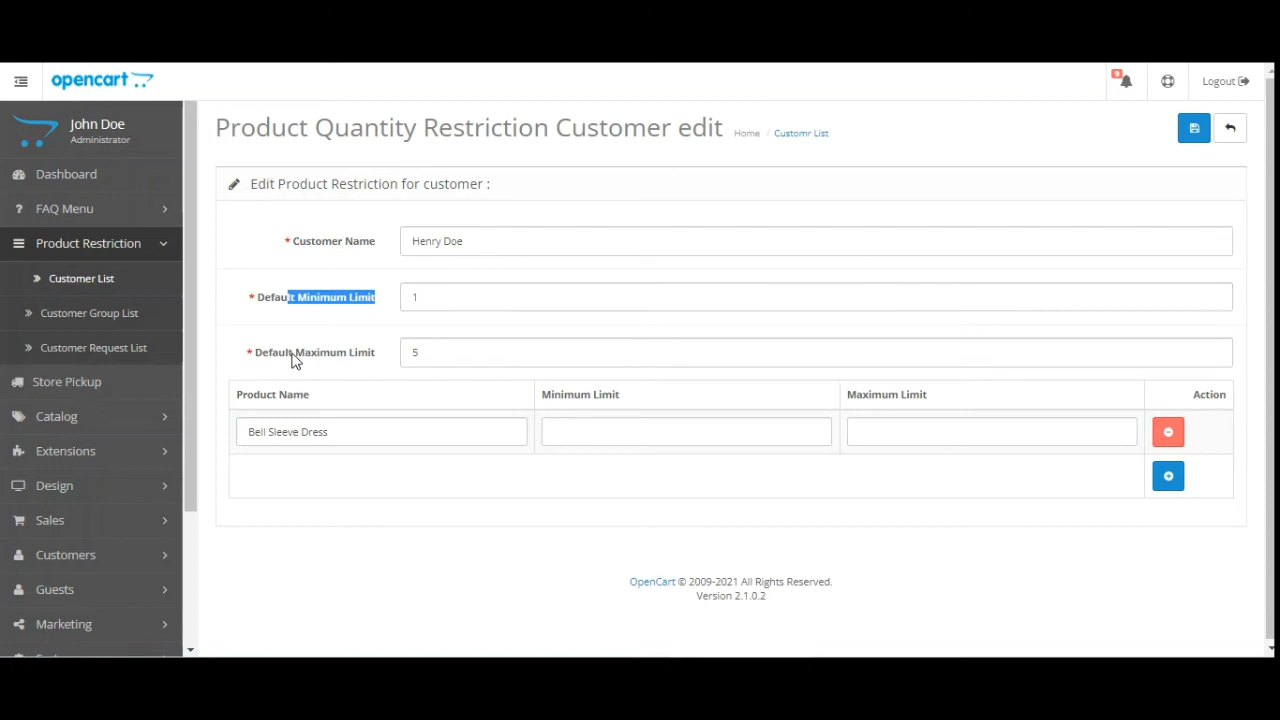 opencart
9
Logout
John Doe
Administrator
Product Quantity Restriction Customer edit
Home / Customr List
Dashboard
FAQ Menu
Product Restriction
Customer List
Customer Group List
Customer Request List
Store Pickup
Catalog
Extensions
Design
Sales
Customers
Guests
Marketing
Edit Product Restriction for customer :
* Customer Name Henry Doe
* Default Minimum Limit 1
* Default Maximum Limit 5
Product Name Minimum Limit Maximum Limit Action
Bell Sleeve Dress
OpenCart © 2009-2021 All Rights Reserved.
Version 2.1.0.2